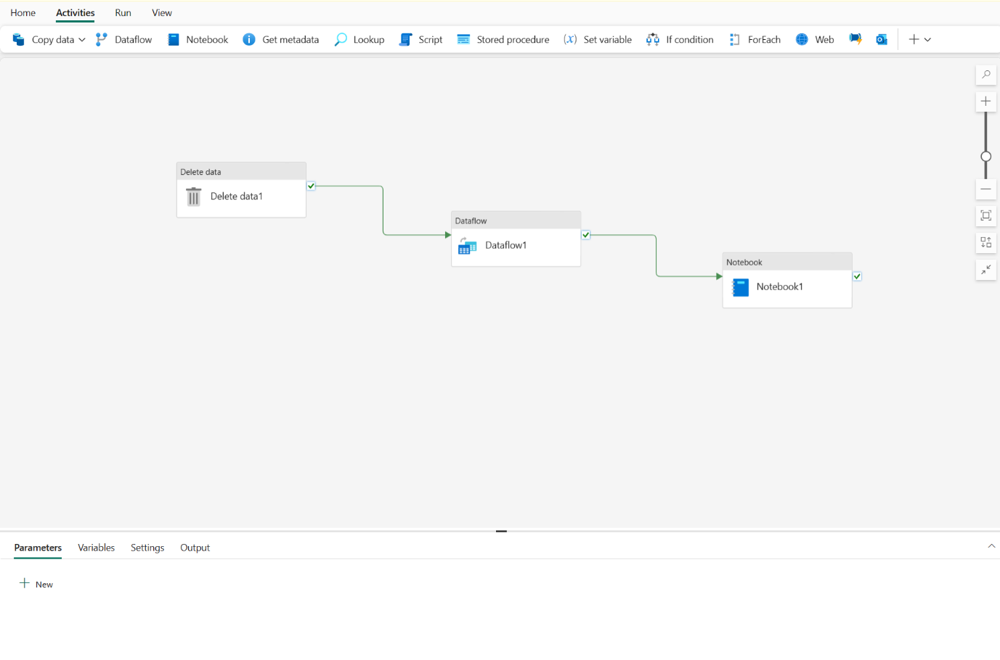 Home Activities Run View
Copy data Dataflow Notebook Get metadata Lookup Script Stored procedure (x) Set variable If condition ForEach Web
Delete data
Delete data1
Dataflow
Dataflow1
Notebook
Notebook1
Parameters Variables Settings Output
New